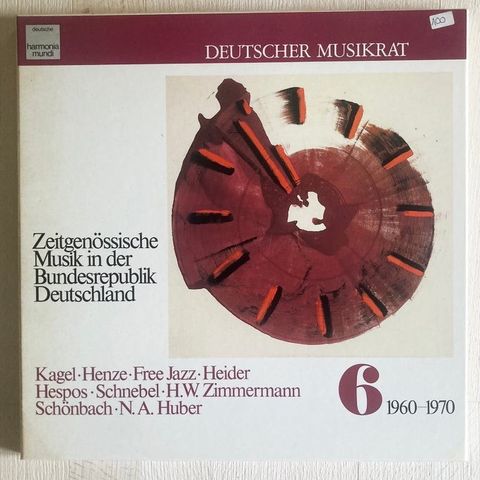 deutsche
harmonia
mundi
100
DEUTSCHER MUSIKRAT
Zeitgenössische
Musik in der
Bundesrepublik
Deutschland
Kagel·Henze·Free Jazz·Heider
Hespos·Schnebel·H.W. Zimmermann
Schönbach·N. A. Huber
6 1960–1970